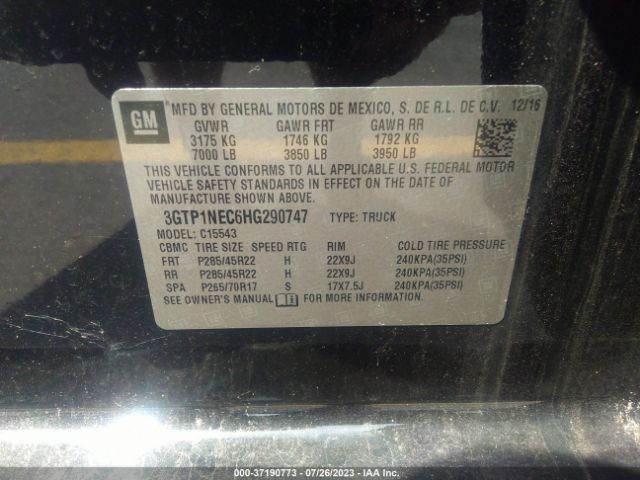 GM
MFD BY GENERAL MOTORS DE MEXICO, S. DE R.L. DE C.V. 12/16
GVWR GAWR FRT GAWR RR
3175 KG 1746 KG 1792 KG
7000 LB 3850 LB 3950 LB
THIS VEHICLE CONFORMS TO ALL APPLICABLE U.S. FEDERAL MOTOR
VEHICLE SAFETY STANDARDS IN EFFECT ON THE DATE OF
MANUFACTURE SHOWN ABOVE.
3GTP1NEC6HG290747 TYPE: TRUCK
MODEL: C15543
CBMC TIRE SIZE SPEED RTG RIM COLD TIRE PRESSURE
FRT P285/45R22 H 22X9J 240KPA(35PSI)
RR P285/45R22 H 22X9J 240KPA(35PSI)
SPA P265/70R17 S 17X7.5J 240KPA(35PSI)
SEE OWNER'S MANUAL FOR MORE INFORMATION.
000-37190773 - 07/26/2023 - IAA Inc.